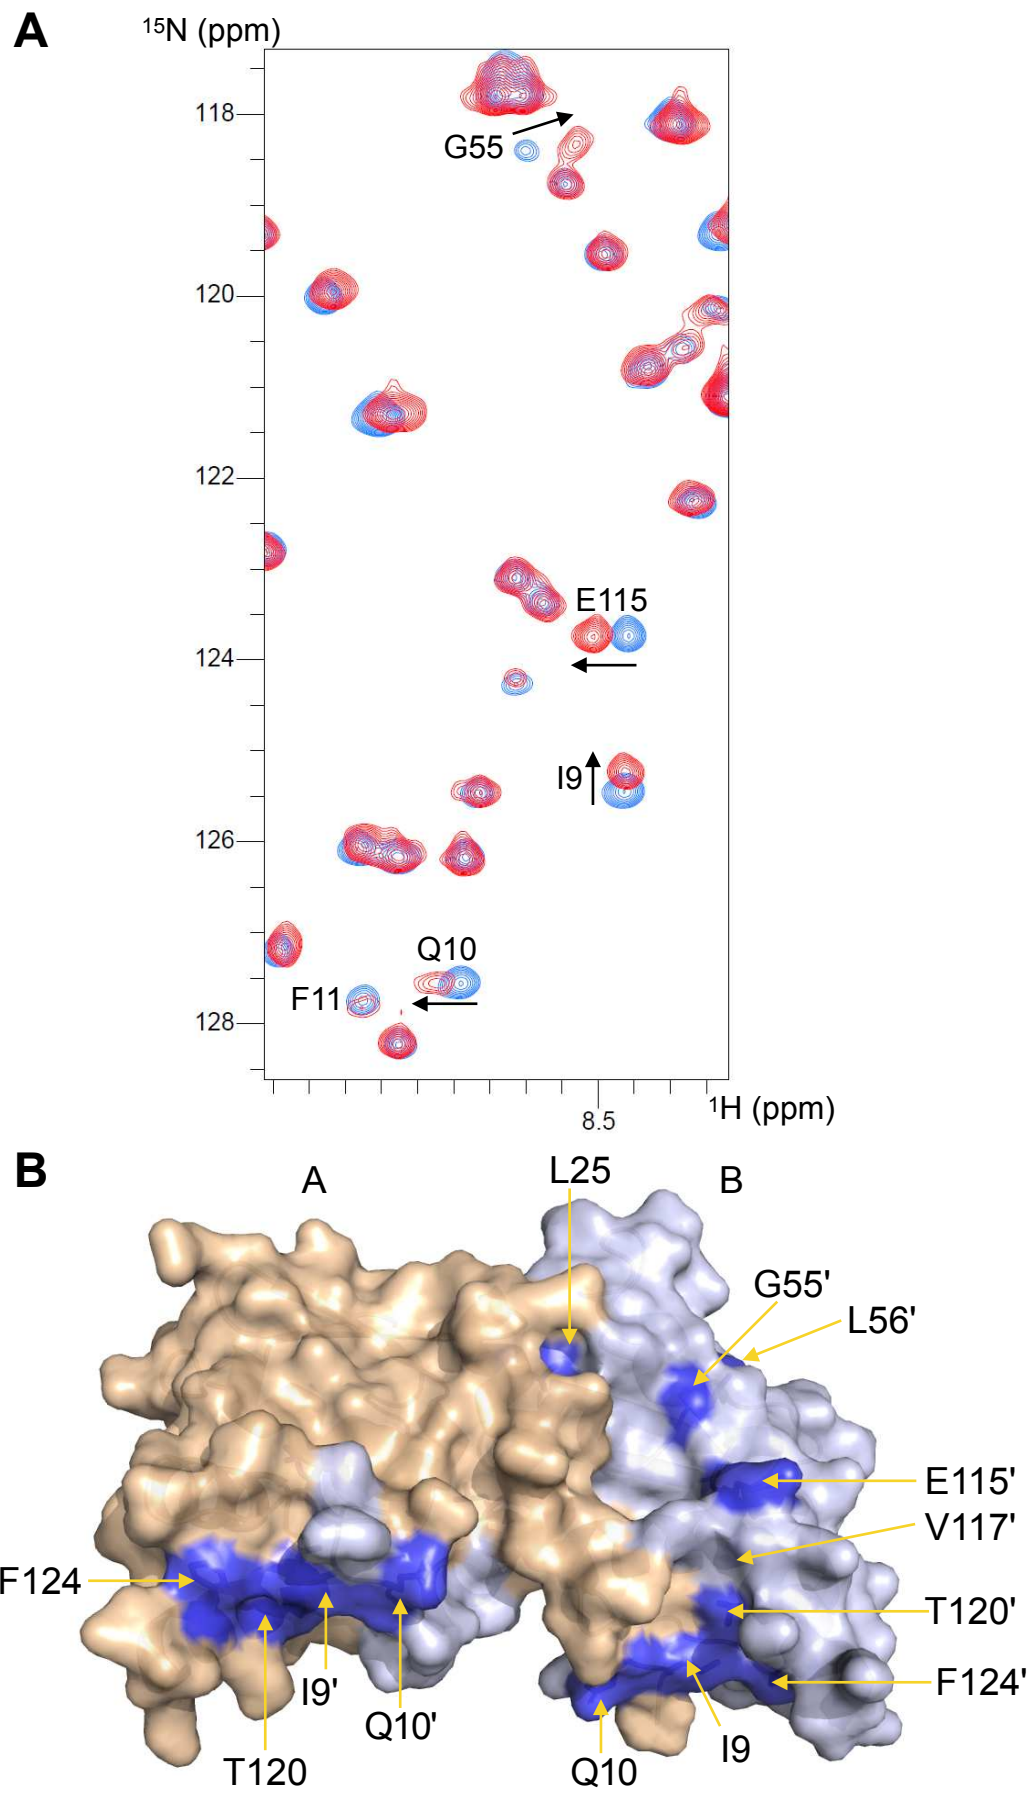 A
15N (ppm)
118
G55
120
122
E115
124
I9
126
Q10
F11
128
8.5
1H (ppm)
B
A
L25
B
G55'
L56'
E115'
V117'
F124
T120'
I9'
F124'
Q10'
I9
T120
Q10